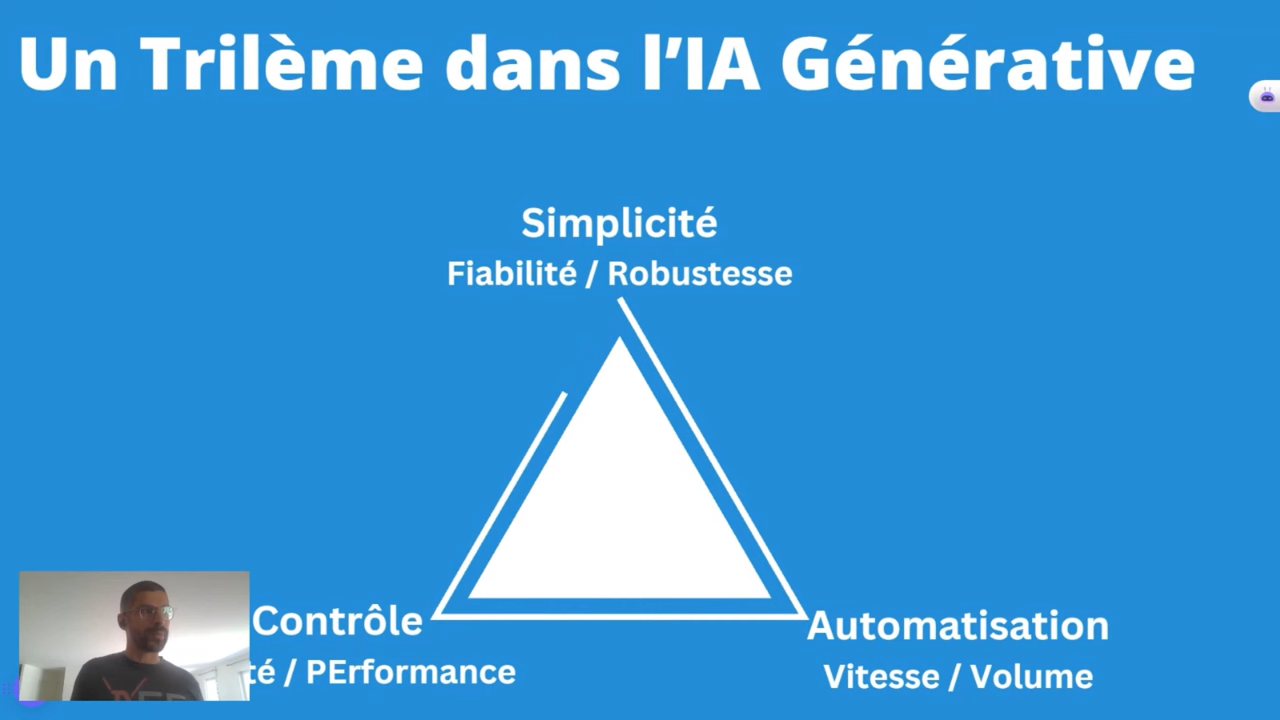 Un Trilème dans l'IA Générative
Simplicité
Fiabilité / Robustesse
Contrôle
té / PErformance
Automatisation
Vitesse / Volume